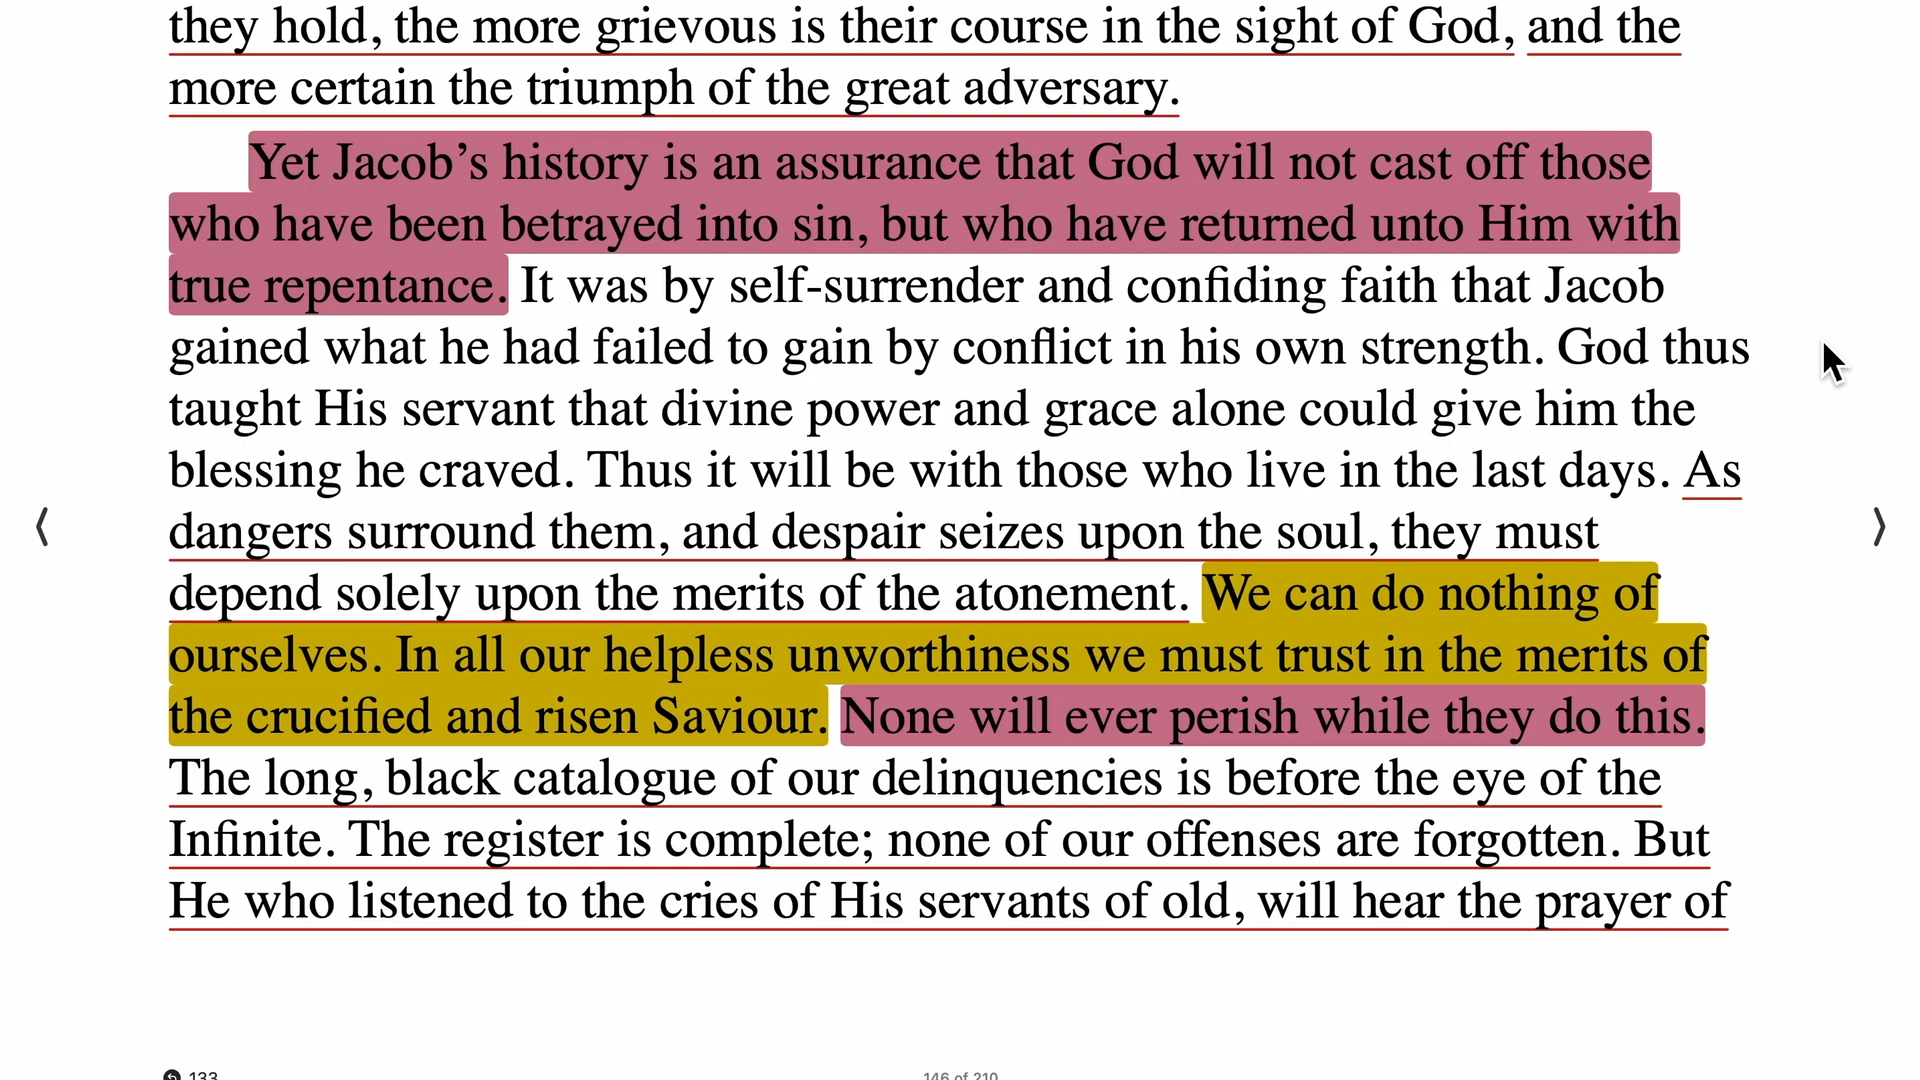 they hold, the more grievous is their course in the sight of God, and the
more certain the triumph of the great adversary.
Yet Jacob’s history is an assurance that God will not cast off those
who have been betrayed into sin, but who have returned unto Him with
true repentance. It was by self-surrender and confiding faith that Jacob
gained what he had failed to gain by conflict in his own strength. God thus
taught His servant that divine power and grace alone could give him the
blessing he craved. Thus it will be with those who live in the last days. As
dangers surround them, and despair seizes upon the soul, they must
depend solely upon the merits of the atonement. We can do nothing of
ourselves. In all our helpless unworthiness we must trust in the merits of
the crucified and risen Saviour. None will ever perish while they do this.
The long, black catalogue of our delinquencies is before the eye of the
Infinite. The register is complete; none of our offenses are forgotten. But
He who listened to the cries of His servants of old, will hear the prayer of
133
146 of 210